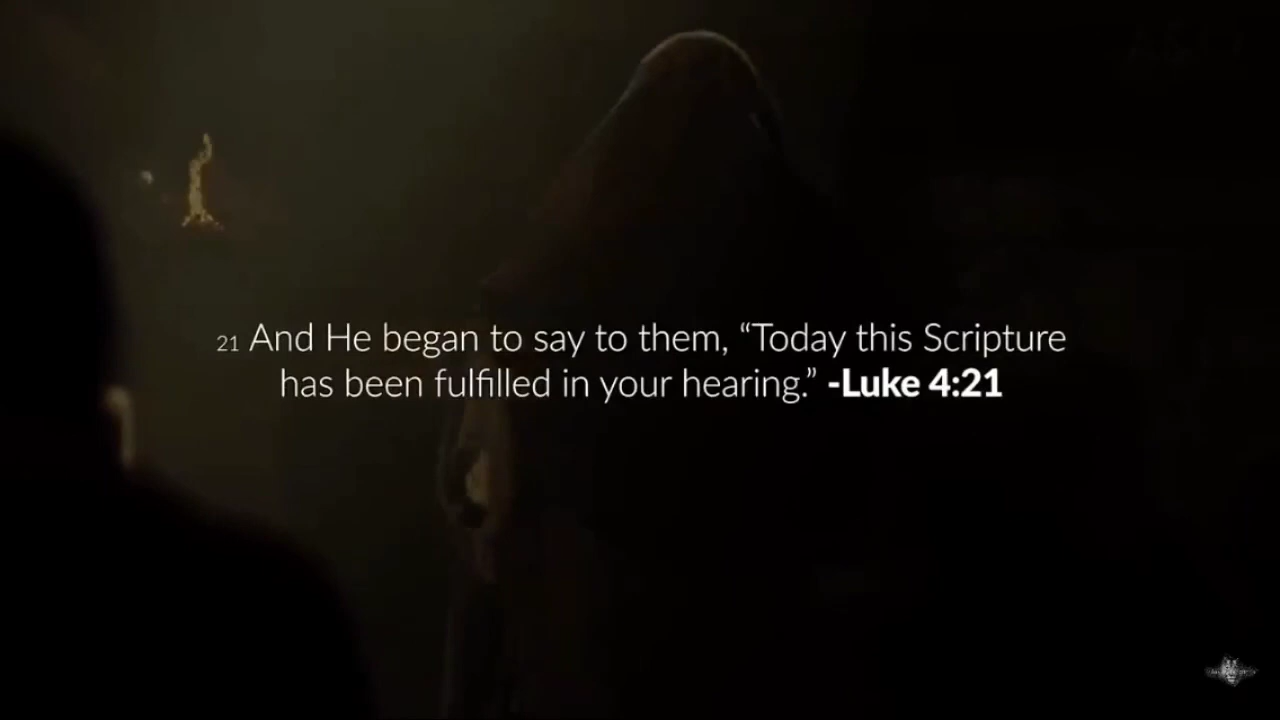 21 And He began to say to them, “Today this Scripture
has been fulfilled in your hearing.” -Luke 4:21